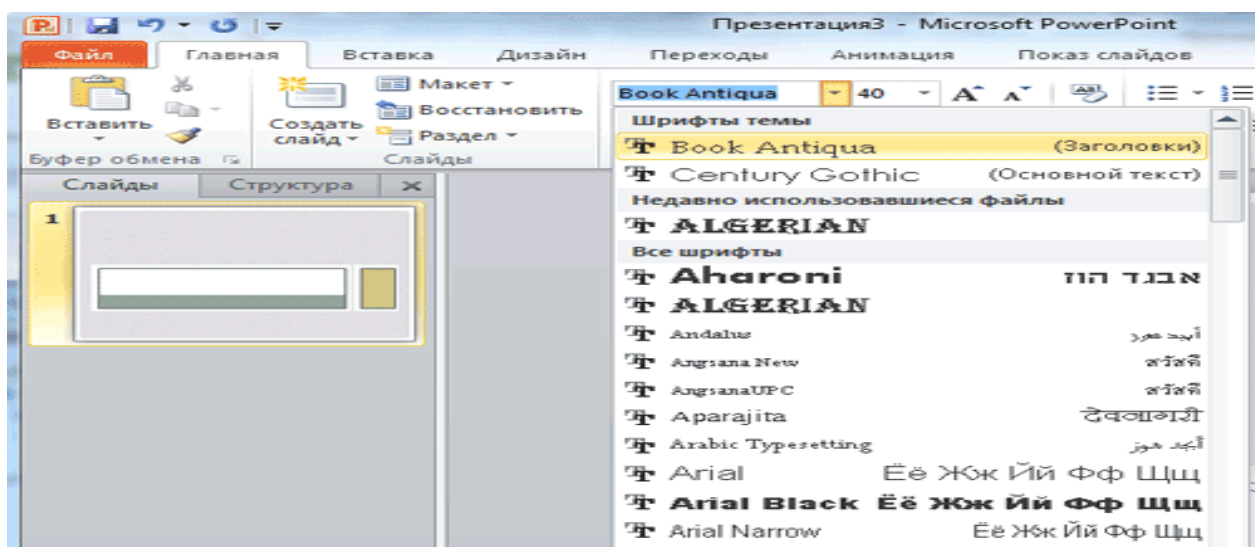 Презентация3 - Microsoft PowerPoint
Файл Главная Вставка Дизайн Переходы Анимация Показ слайдов
Вставить
Буфер обмена
Создать слайд
Макет
Восстановить
Раздел
Слайды
Book Antiqua 40
Слайды Структура
1
Шрифты темы
Book Antiqua (Заголовки)
Century Gothic (Основной текст)
Недавно использовавшиеся файлы
ALGERIAN
Все шрифты
Aharoni אבגד הוז
ALGERIAN
Andalus أبجد هوز
Angsana New สวัสดี
AngsanaUPC สวัสดี
Aparajita देवनागरी
Arabic Typesetting أبجد هوز
Arial Ёё Жж Йй Фф Щщ
Arial Black Ёё Жж Йй Фф Щщ
Arial Narrow Ёё Жж Йй Фф Щщ